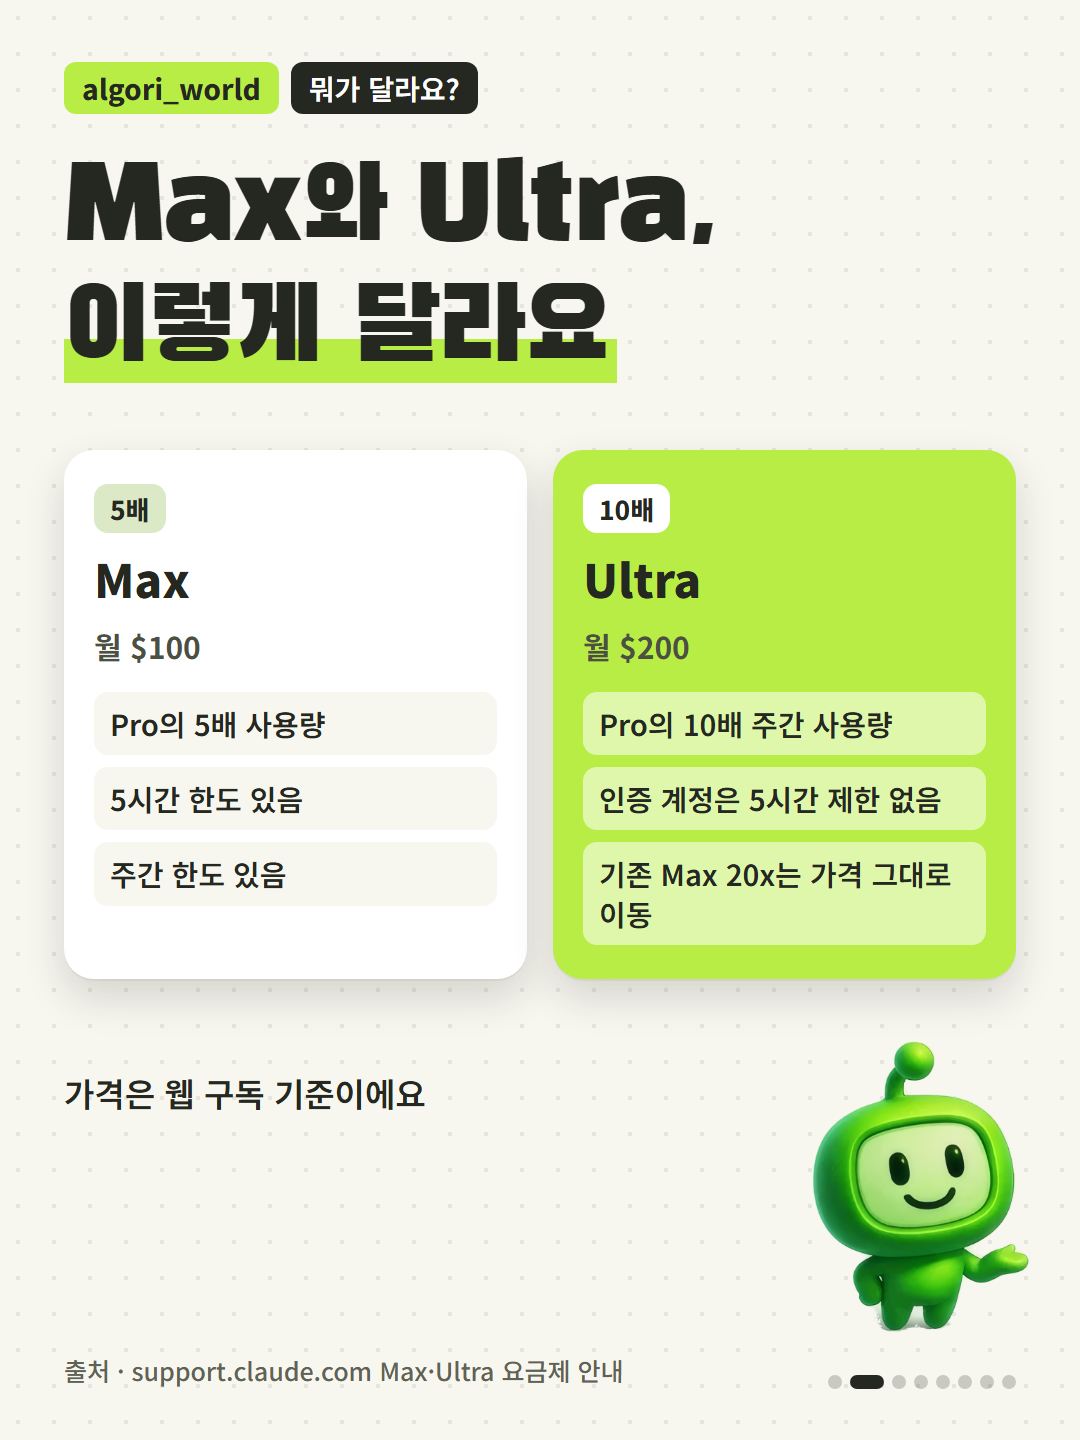 algori_world
뭐가 달라요?
Max와 Ultra,
이렇게 달라요
5배
Max
월 $100
Pro의 5배 사용량
5시간 한도 있음
주간 한도 있음
10배
Ultra
월 $200
Pro의 10배 주간 사용량
인증 계정은 5시간 제한 없음
기존 Max 20x는 가격 그대로
이동
가격은 웹 구독 기준이에요
출처 · support.claude.com Max·Ultra 요금제 안내